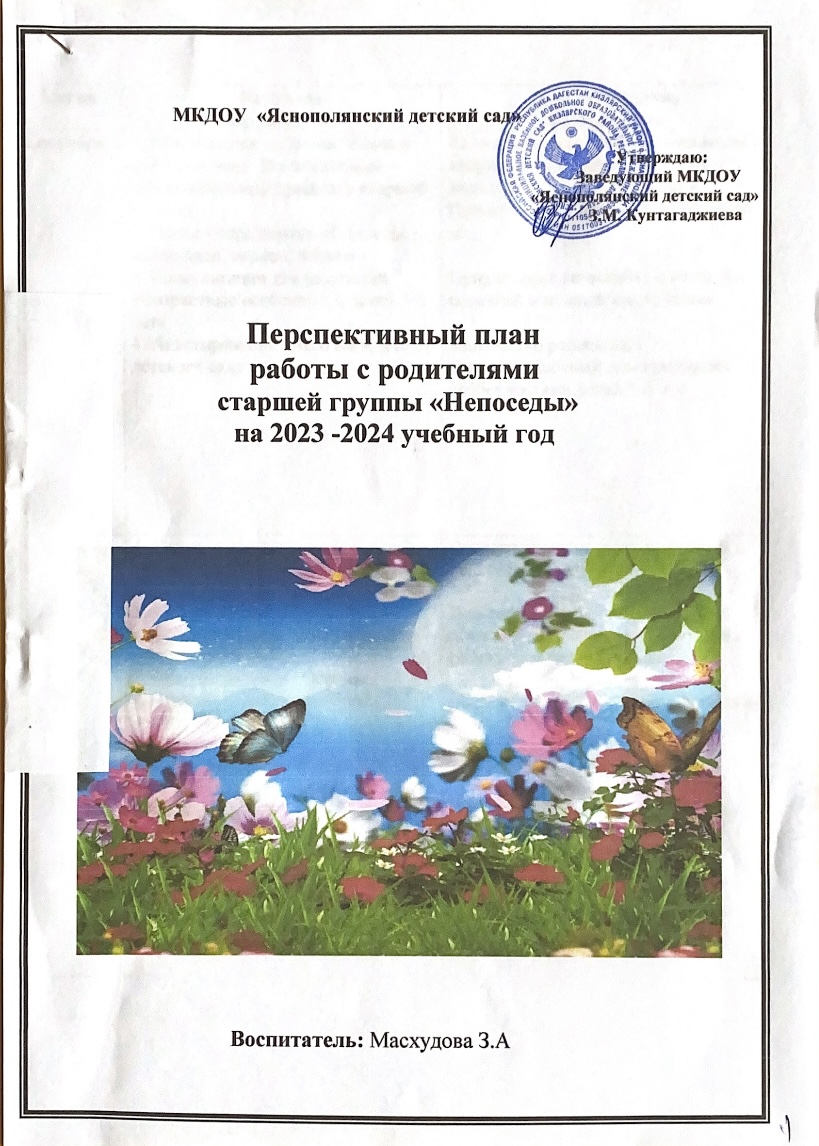 МКДОУ «Яснополянский детский сад»
Утверждаю:
Заведующий МКДОУ
«Яснополянский детский сад»
З.М. Кунтагаджиева
Перспективный план
работы с родителями
старшей группы «Непоседы»
на 2023 -2024 учебный год
Воспитатель: Масхудова З.А